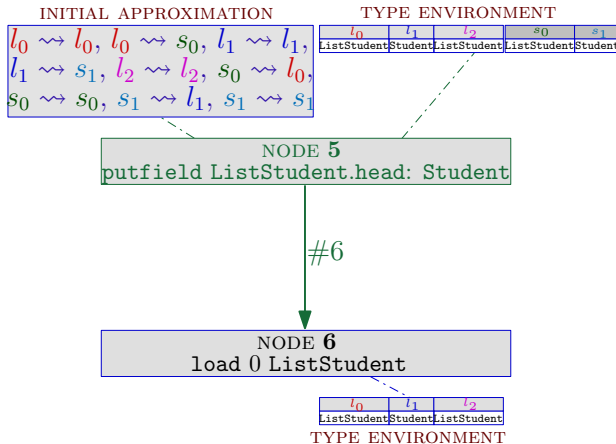 INITIAL APPROXIMATION
l0 ⇝ l0, l0 ⇝ s0, l1 ⇝ l1,
l1 ⇝ s1, l2 ⇝ l2, s0 ⇝ l0,
s0 ⇝ s0, s1 ⇝ l1, s1 ⇝ s1
TYPE ENVIRONMENT
l0 l1 l2 s0 s1
ListStudent Student ListStudent ListStudent Student
NODE 5
putfield ListStudent.head: Student
#6
NODE 6
load 0 ListStudent
l0 l1 l2
ListStudent Student ListStudent
TYPE ENVIRONMENT